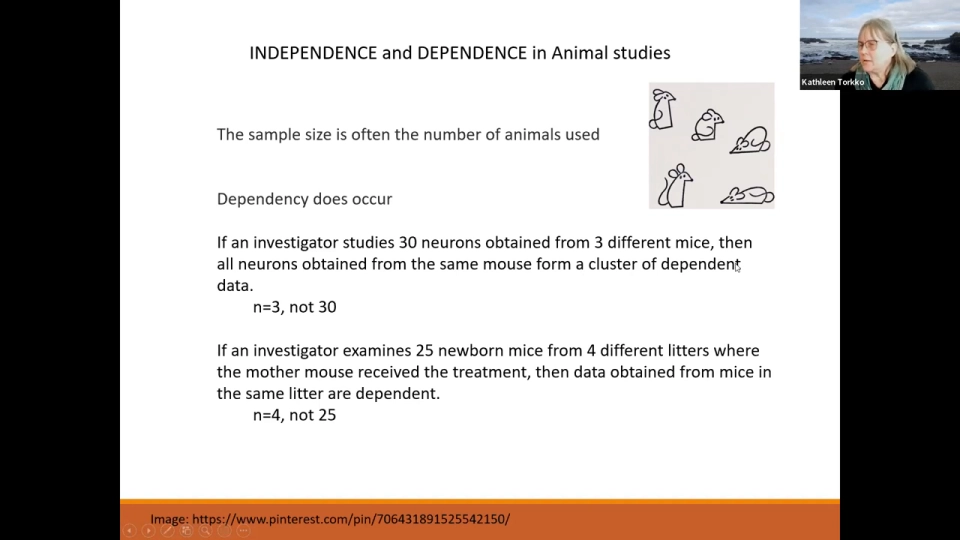 INDEPENDENCE and DEPENDENCE in Animal studies
Kathleen Torkko
The sample size is often the number of animals used
Dependency does occur
If an investigator studies 30 neurons obtained from 3 different mice, then
all neurons obtained from the same mouse form a cluster of dependent
data.
n=3, not 30
If an investigator examines 25 newborn mice from 4 different litters where
the mother mouse received the treatment, then data obtained from mice in
the same litter are dependent.
n=4, not 25
Image: https://www.pinterest.com/pin/706431891525542150/